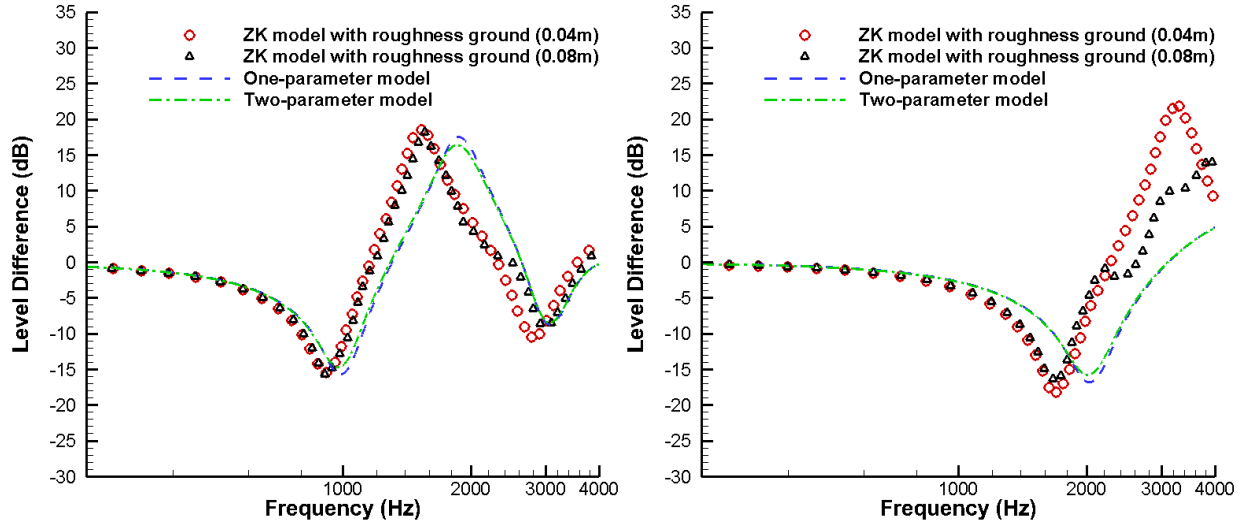 35
30
25
20
15
10
5
0
-5
-10
-15
-20
-25
-30
Level Difference (dB)
ZK model with roughness ground (0.04m)
ZK model with roughness ground (0.08m)
One-parameter model
Two-parameter model
1000 2000 3000 4000
Frequency (Hz)
35
30
25
20
15
10
5
0
-5
-10
-15
-20
-25
-30
Level Difference (dB)
ZK model with roughness ground (0.04m)
ZK model with roughness ground (0.08m)
One-parameter model
Two-parameter model
1000 2000 3000 4000
Frequency (Hz)